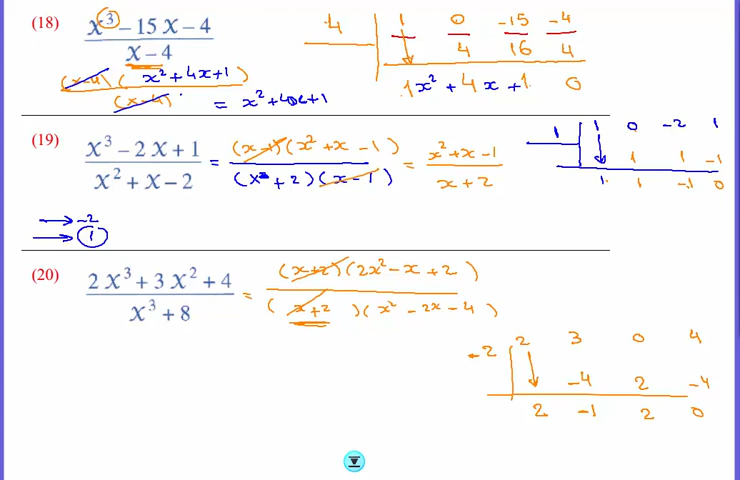 (18) x³ − 15x − 4
x − 4
(x−4) ( x² + 4x + 1 )
(x−4) = x² + 4x + 1
4 | 1 0 −15 −4
4 16 4
1x² + 4x + 1 0
(19) x³ − 2x + 1 = (x−1)(x² + x − 1) = x² + x − 1
x² + x − 2 (x + 2)(x − 1) x + 2
→ −2
→ 1
1 | 1 0 −2 1
1 1 −1
1 1 −1 0
(20) 2x³ + 3x² + 4 = (x+2)(2x² − x + 2)
x³ + 8 ( x+2 )( x² − 2x − 4 )
−2 | 2 3 0 4
−4 2 −4
2 −1 2 0